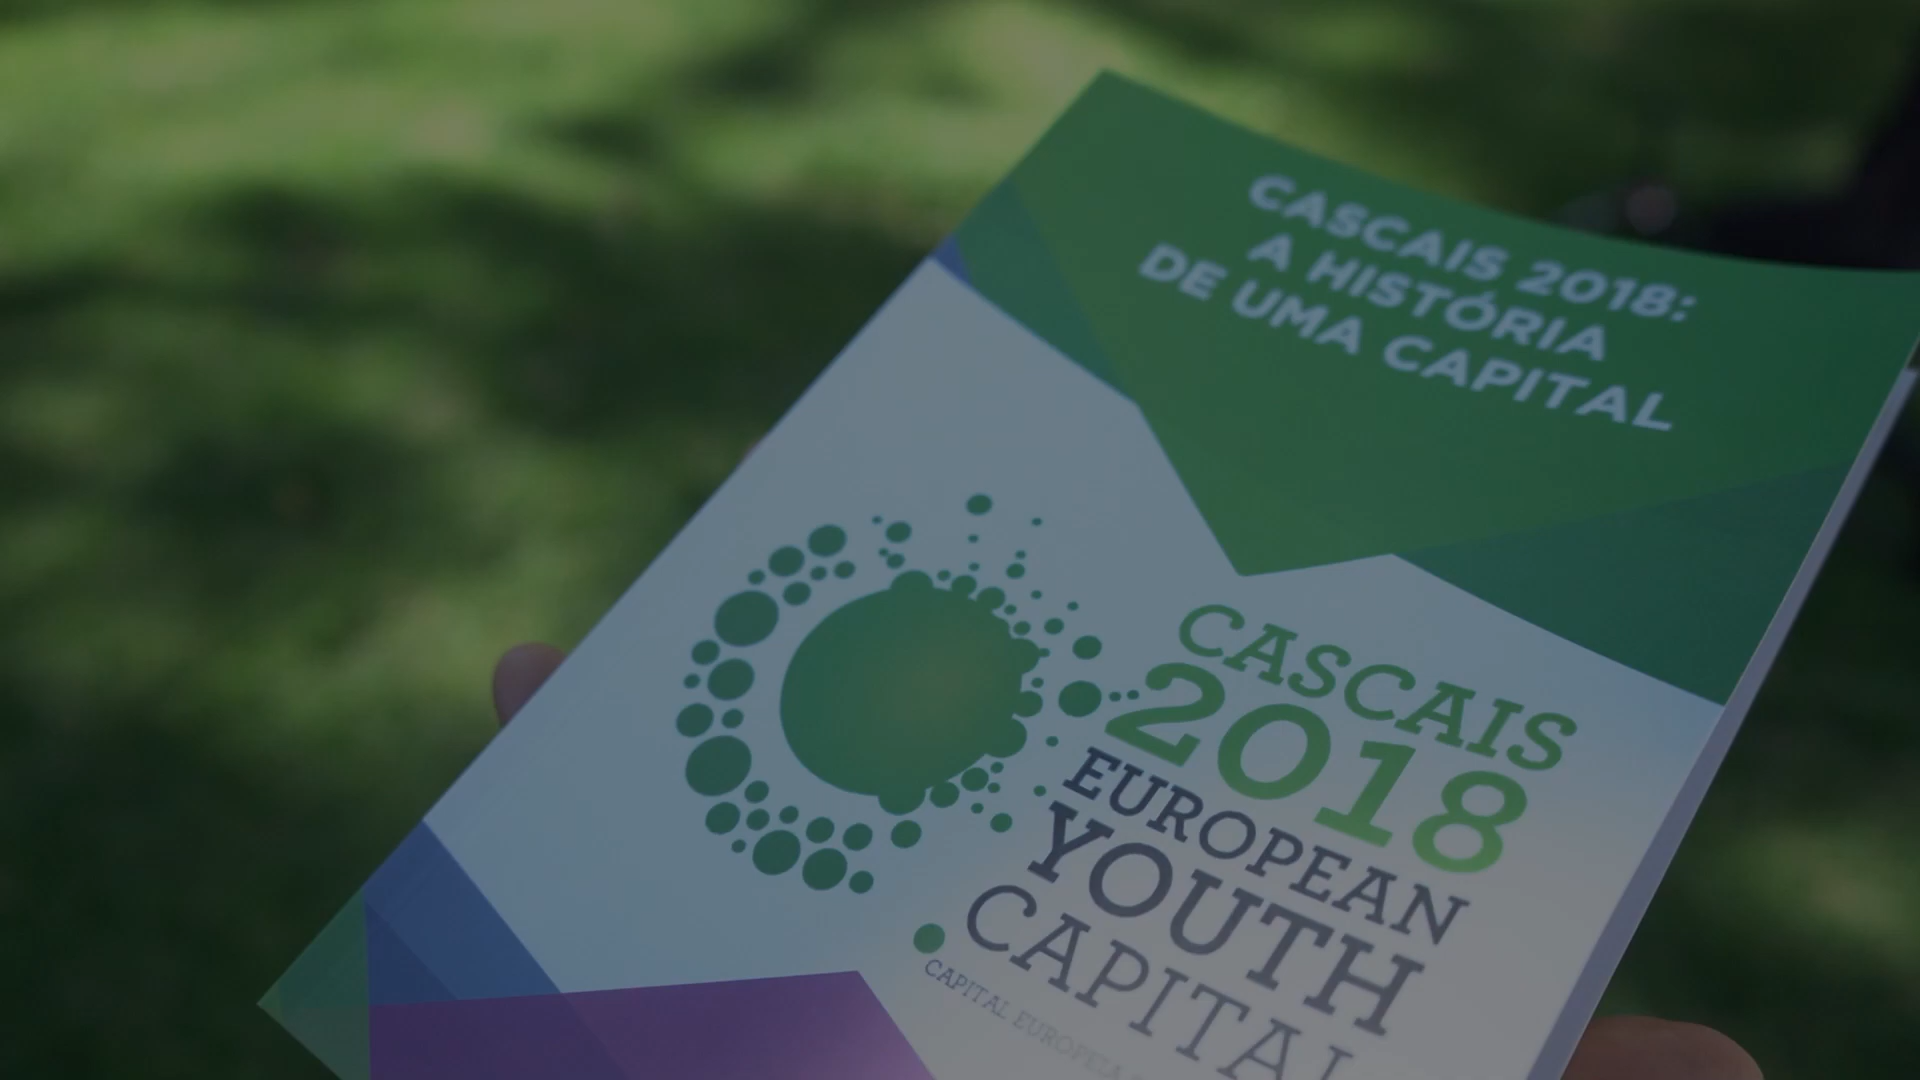 CASCAIS 2018:
A HISTÓRIA
DE UMA CAPITAL
CASCAIS
2018
EUROPEAN
YOUTH
CAPITAL
CAPITAL EUROPEIA